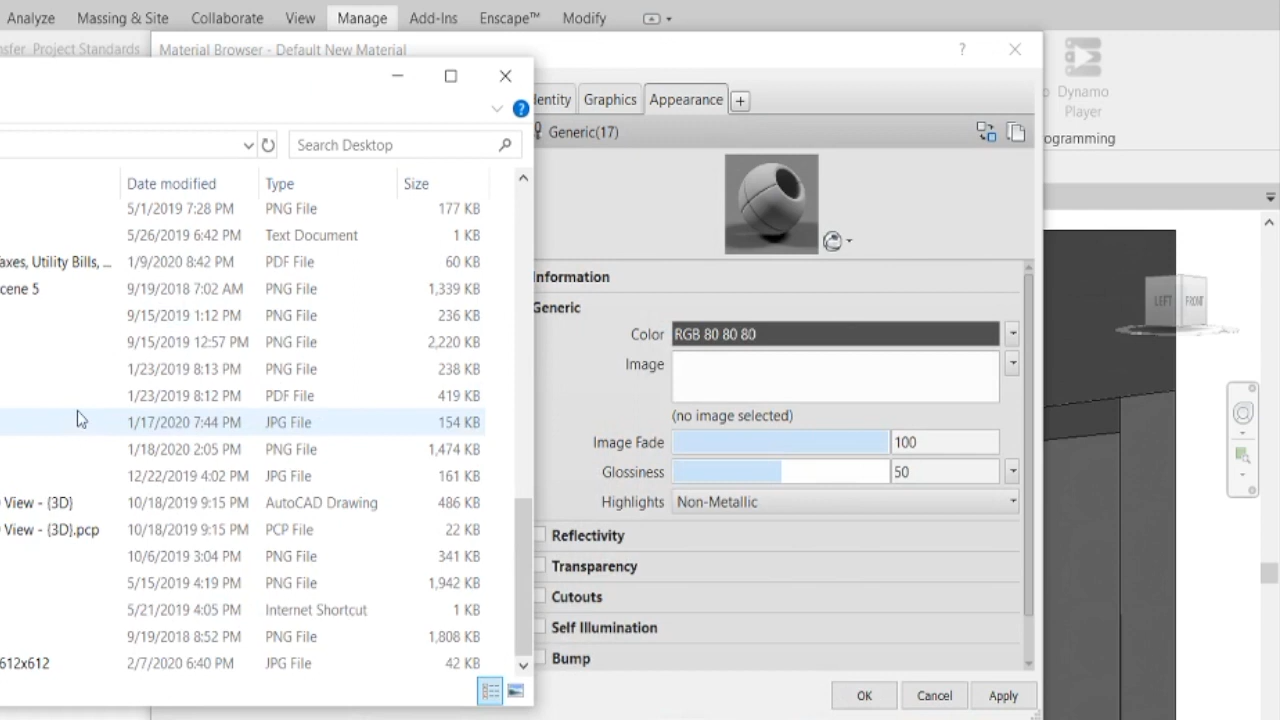 Analyze Massing & Site Collaborate View Manage Add-Ins Enscape™ Modify
nsfer Project Standards
Material Browser - Default New Material
?
Dynamo
Player
ogramming
dentity Graphics Appearance +
Generic(17)
Search Desktop
Date modified Type Size
5/1/2019 7:28 PM PNG File 177 KB
5/26/2019 6:42 PM Text Document 1 KB
axes, Utility Bills, ... 1/9/2020 8:42 PM PDF File 60 KB
cene 5 9/19/2018 7:02 AM PNG File 1,339 KB
9/15/2019 1:12 PM PNG File 236 KB
9/15/2019 12:57 PM PNG File 2,220 KB
1/23/2019 8:13 PM PNG File 238 KB
1/23/2019 8:12 PM PDF File 419 KB
1/17/2020 7:44 PM JPG File 154 KB
1/18/2020 2:05 PM PNG File 1,474 KB
12/22/2019 4:02 PM JPG File 161 KB
View - {3D} 10/18/2019 9:15 PM AutoCAD Drawing 486 KB
View - {3D}.pcp 10/18/2019 9:15 PM PCP File 22 KB
10/6/2019 3:04 PM PNG File 341 KB
5/15/2019 4:19 PM PNG File 1,942 KB
5/21/2019 4:05 PM Internet Shortcut 1 KB
9/19/2018 8:52 PM PNG File 1,808 KB
612x612 2/7/2020 6:40 PM JPG File 42 KB
Information
Generic
Color RGB 80 80 80
Image
(no image selected)
Image Fade 100
Glossiness 50
Highlights Non-Metallic
Reflectivity
Transparency
Cutouts
Self Illumination
Bump
OK Cancel Apply
LEFT FRONT